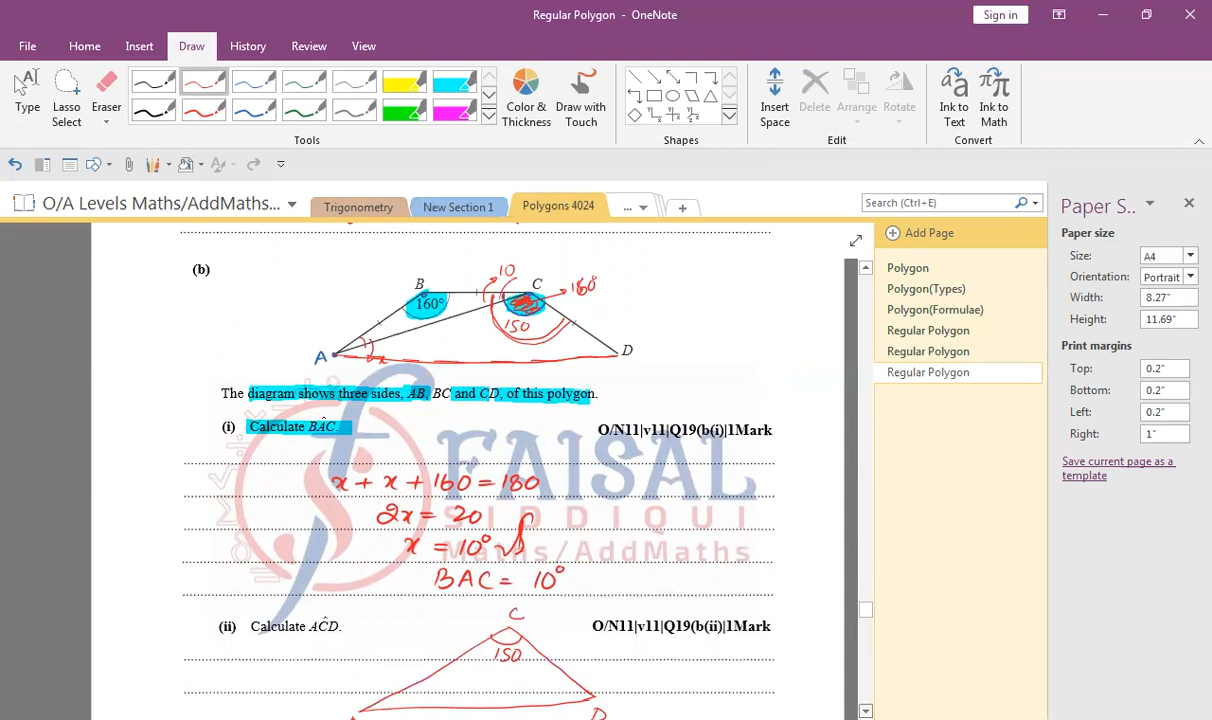 Regular Polygon - OneNote
Sign in
File
Home
Insert
Draw
History
Review
View
Type
Lasso Select
Eraser
Color & Thickness
Draw with Touch
Insert Space
Delete
Arrange
Rotate
Ink to Text
Ink to Math
Tools
Shapes
Edit
Convert
O/A Levels Maths/AddMaths...
Trigonometry
New Section 1
Polygons 4024
...
Search (Ctrl+E)
Add Page
Polygon
Polygon(Types)
Polygon(Formulae)
Regular Polygon
Regular Polygon
Regular Polygon
Paper S..
Paper size
Size: A4
Orientation: Portrait
Width: 8.27"
Height: 11.69"
Print margins
Top: 0.2"
Bottom: 0.2"
Left: 0.2"
Right: 1"
Save current page as a template
(b)
B
C
10
160°
160°
150
A
x
D
The diagram shows three sides, AB, BC and CD, of this polygon.
(i) Calculate BÂC.
O/N11|v11|Q19(b(i)|1Mark
x + x + 160 = 180
2x = 20
x = 10°
BAC = 10°
FAISAL
SIDDIQUI
Maths/AddMaths
(ii) Calculate AĈD.
O/N11|v11|Q19(b(ii)|1Mark
C
150
D